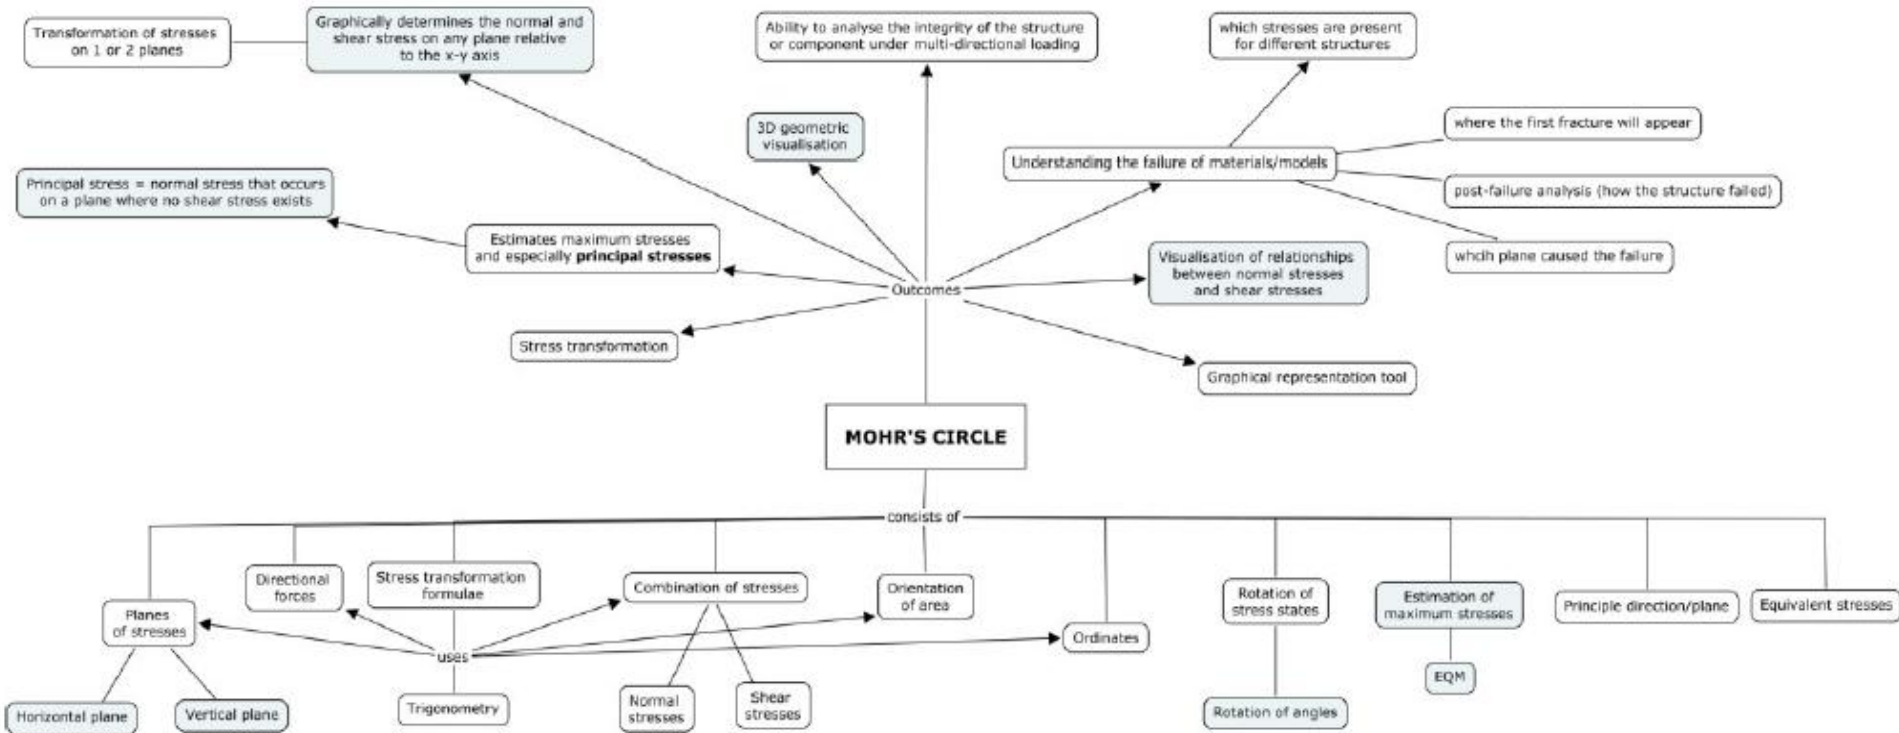 Transformation of stresses
on 1 or 2 planes
Graphically determines the normal and
shear stress on any plane relative
to the x-y axis
Ability to analyse the integrity of the structure
or component under multi-directional loading
which stresses are present
for different structures
3D geometric
visualisation
where the first fracture will appear
Understanding the failure of materials/models
post-failure analysis (how the structure failed)
whcih plane caused the failure
Principal stress = normal stress that occurs
on a plane where no shear stress exists
Estimates maximum stresses
and especially principal stresses
Visualisation of relationships
between normal stresses
and shear stresses
Outcomes
Stress transformation
Graphical representation tool
MOHR'S CIRCLE
consists of
Planes
of stresses
Directional
forces
Stress transformation
formulae
Combination of stresses
Orientation
of area
Ordinates
Rotation of
stress states
Estimation of
maximum stresses
Principle direction/plane
Equivalent stresses
uses
Horizontal plane
Vertical plane
Trigonometry
Normal
stresses
Shear
stresses
Rotation of angles
EQM